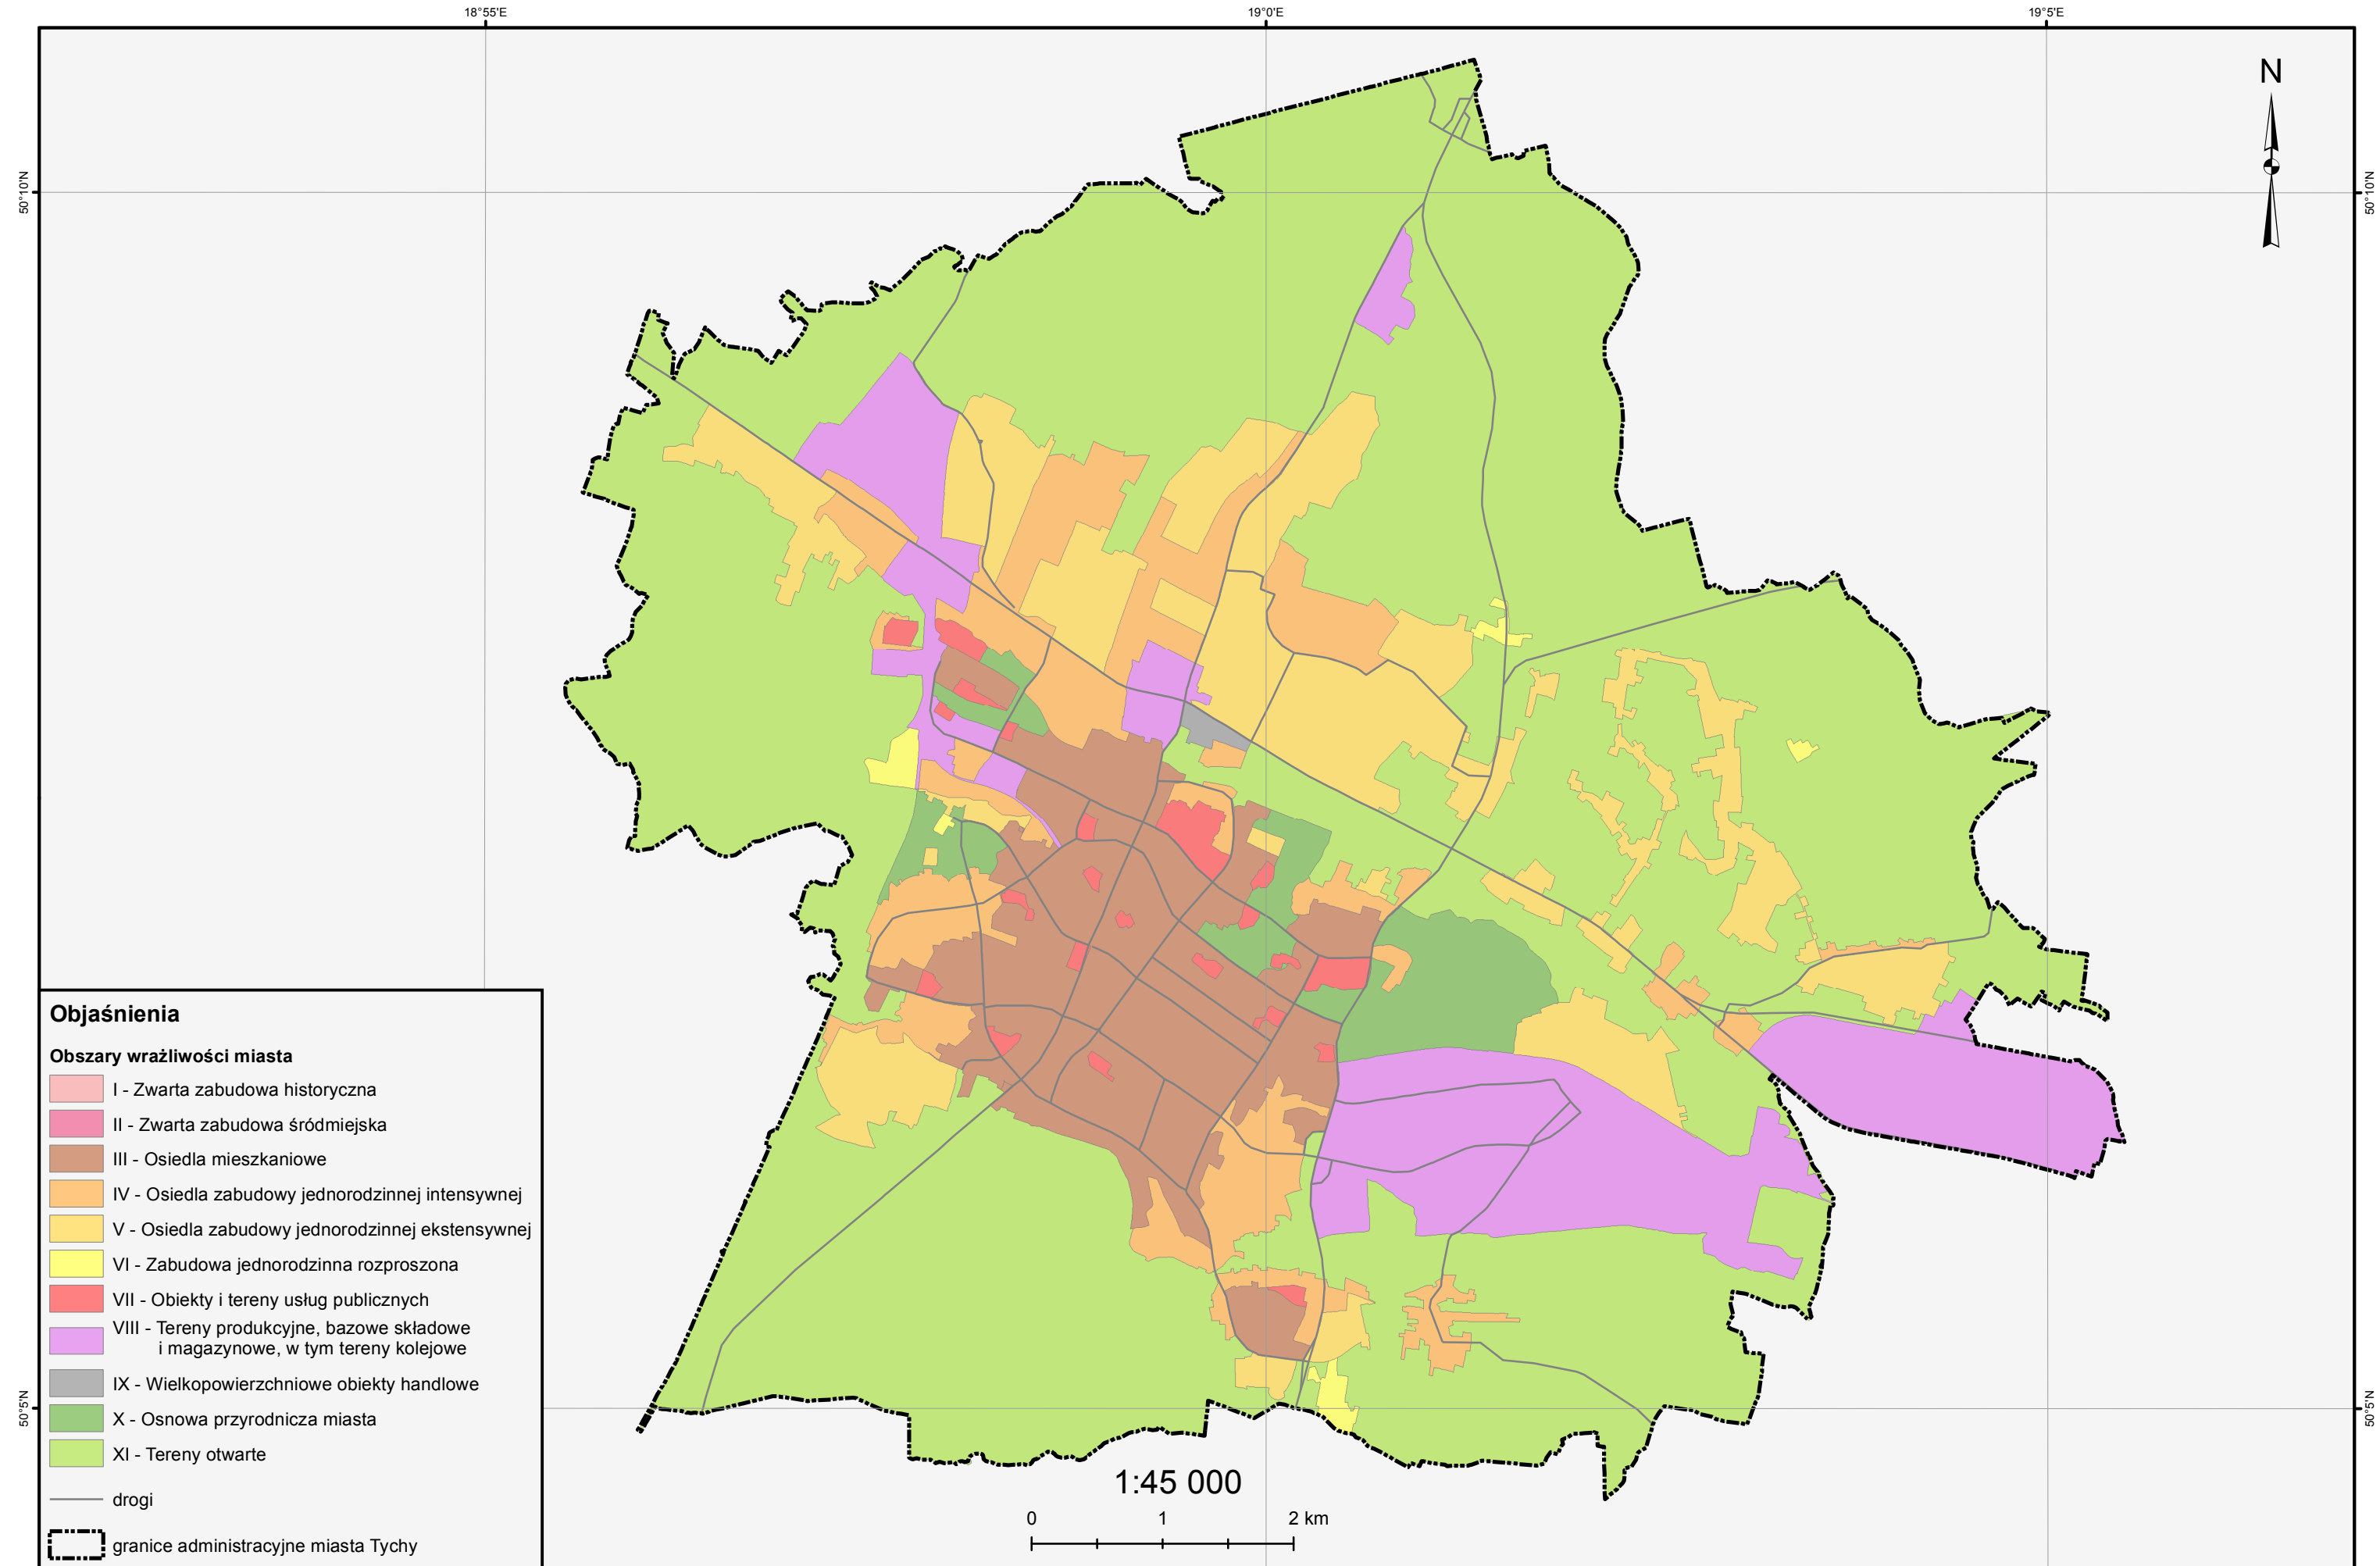 18°55'E
19°0'E
19°5'E
N
50°10'N
50°10'N
Objaśnienia
Obszary wrażliwości miasta
I - Zwarta zabudowa historyczna
II - Zwarta zabudowa śródmiejska
III - Osiedla mieszkaniowe
IV - Osiedla zabudowy jednorodzinnej intensywnej
V - Osiedla zabudowy jednorodzinnej ekstensywnej
VI - Zabudowa jednorodzinna rozproszona
VII - Obiekty i tereny usług publicznych
VIII - Tereny produkcyjne, bazowe składowe
i magazynowe, w tym tereny kolejowe
IX - Wielkopowierzchniowe obiekty handlowe
X - Osnowa przyrodnicza miasta
XI - Tereny otwarte
drogi
granice administracyjne miasta Tychy
50°5'N
50°5'N
1:45 000
0 1 2 km